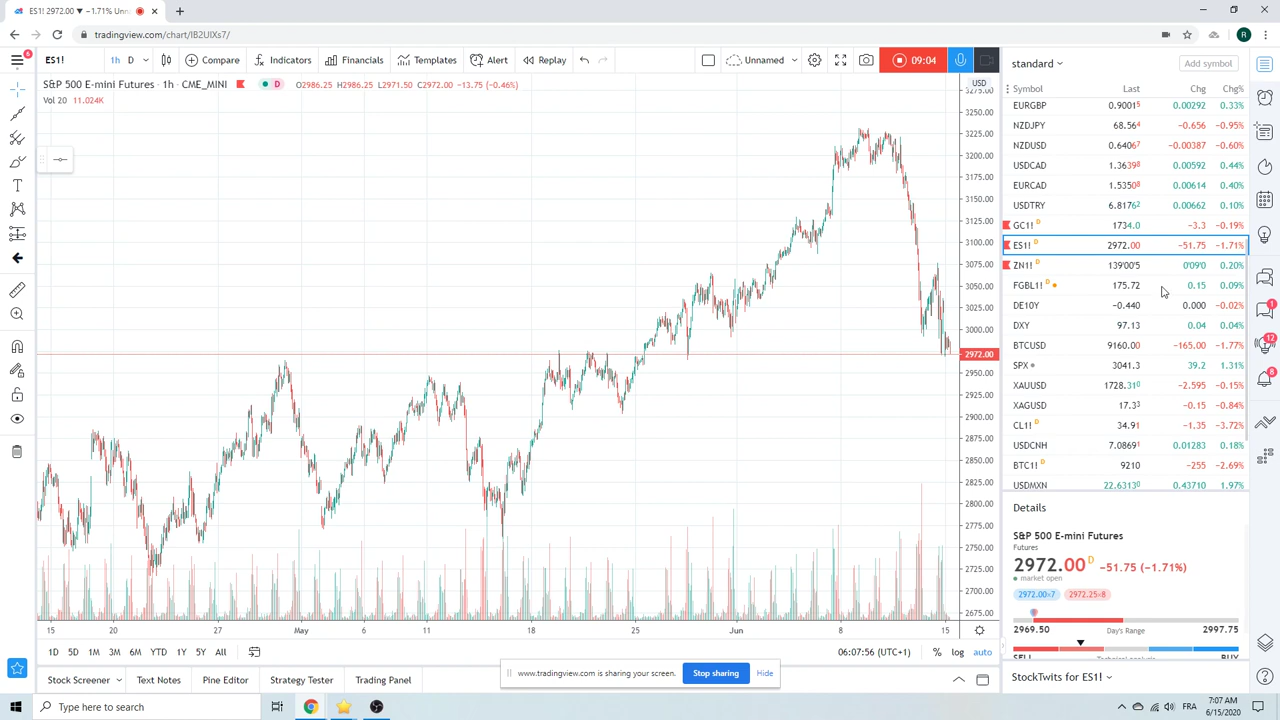 ES1! 2972.00 ▼ −1.71% Unn
tradingview.com/chart/IB2UIXs7/
R
6
ES1!
1h D
Compare
Indicators
Financials
Templates
Alert
Replay
Unnamed
09:04
S&P 500 E-mini Futures · 1h · CME_MINI
D
O2986.25 H2986.25 L2971.50 C2972.00 −13.75 (−0.46%)
Vol 20 11.024K
USD
3275.00
3250.00
3225.00
3200.00
3175.00
3150.00
3125.00
3100.00
3075.00
3050.00
3025.00
3000.00
2972.00
2950.00
2925.00
2900.00
2875.00
2850.00
2825.00
2800.00
2775.00
2750.00
2725.00
2700.00
2675.00
15 20 27 May 6 11 18 25 Jun 8 15
1D 5D 1M 3M 6M YTD 1Y 5Y All
06:07:56 (UTC+1) % log auto
Stock Screener Text Notes Pine Editor Strategy Tester Trading Panel
www.tradingview.com is sharing your screen. Stop sharing Hide
standard
Add symbol
Symbol Last Chg Chg%
EURGBP 0.90015 0.00292 0.33%
NZDJPY 68.564 −0.656 −0.95%
NZDUSD 0.64067 −0.00387 −0.60%
USDCAD 1.36398 0.00592 0.44%
EURCAD 1.53508 0.00614 0.40%
USDTRY 6.81762 0.00662 0.10%
GC1! D 1734.0 −3.3 −0.19%
ES1! D 2972.00 −51.75 −1.71%
ZN1! D 139'00'5 0'09'0 0.20%
FGBL1! D 175.72 0.15 0.09%
DE10Y −0.440 0.000 −0.02%
DXY 97.13 0.04 0.04%
BTCUSD 9160.00 −165.00 −1.77%
SPX 3041.3 39.2 1.31%
XAUUSD 1728.310 −2.595 −0.15%
XAGUSD 17.33 −0.15 −0.84%
CL1! D 34.91 −1.35 −3.72%
USDCNH 7.08691 0.01283 0.18%
BTC1! D 9210 −255 −2.69%
USDMXN 22.63130 0.43710 1.97%
Details
S&P 500 E-mini Futures
Futures
2972.00 D −51.75 (−1.71%)
market open
2972.00×7 2972.25×8
2969.50 Day's Range 2997.75
SELL Technical analysis BUY
StockTwits for ES1!
1
12
8
Type here to search
FRA
7:07 AM
6/15/2020